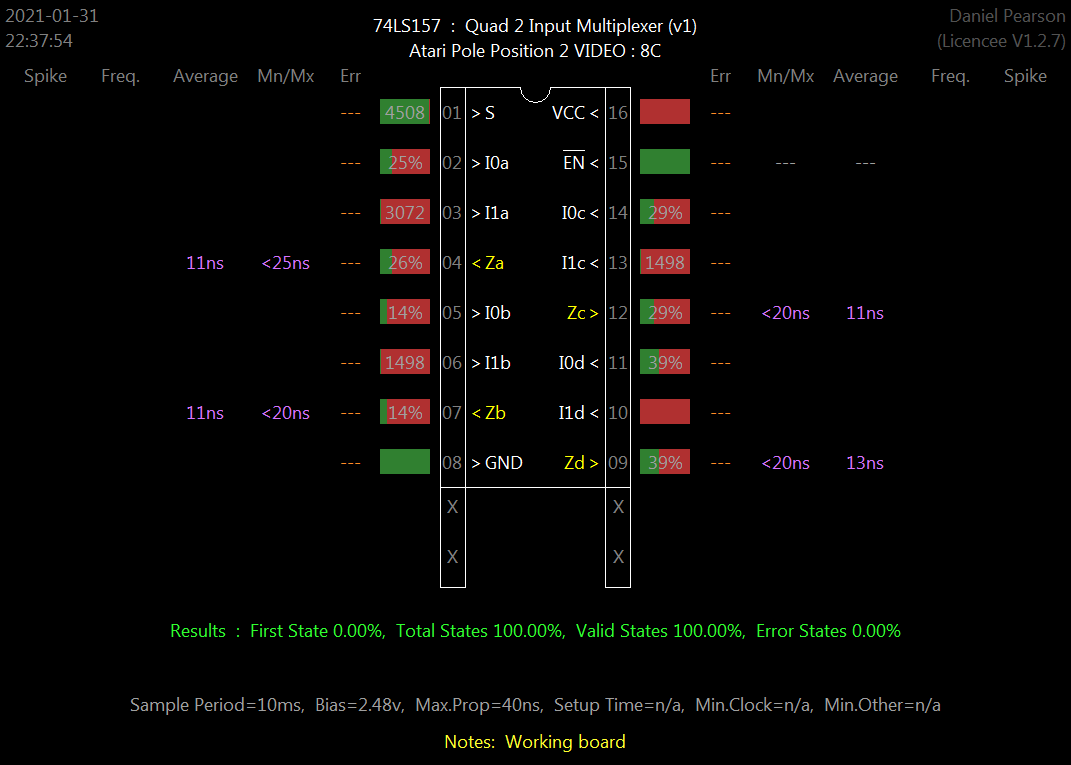 2021-01-31 74LS157 : Quad 2 Input Multiplexer (v1) Daniel Pearson
22:37:54 Atari Pole Position 2 VIDEO : 8C (Licencee V1.2.7)
Spike Freq. Average Mn/Mx Err Err Mn/Mx Average Freq. Spike
--- 4508 01 > S VCC < 16 ---
--- 25% 02 > I0a EN < 15 --- --- ---
--- 3072 03 > I1a I0c < 14 29% ---
11ns <25ns --- 26% 04 < Za I1c < 13 1498 ---
--- 14% 05 > I0b Zc > 12 29% --- <20ns 11ns
--- 1498 06 > I1b I0d < 11 39% ---
11ns <20ns --- 14% 07 < Zb I1d < 10 ---
--- 08 > GND Zd > 09 39% --- <20ns 13ns
X X
X X
Results : First State 0.00%, Total States 100.00%, Valid States 100.00%, Error States 0.00%
Sample Period=10ms, Bias=2.48v, Max.Prop=40ns, Setup Time=n/a, Min.Clock=n/a, Min.Other=n/a
Notes: Working board